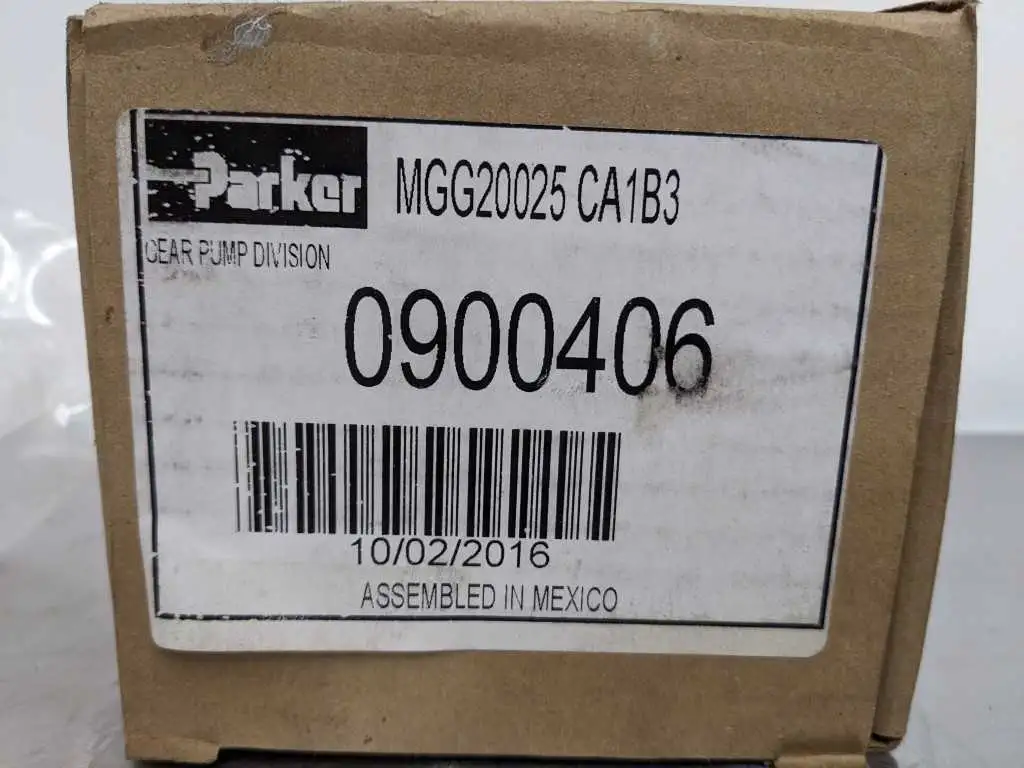 Parker
MGG20025 CA1B3
GEAR PUMP DIVISION
0900406
10/02/2016
ASSEMBLED IN MEXICO